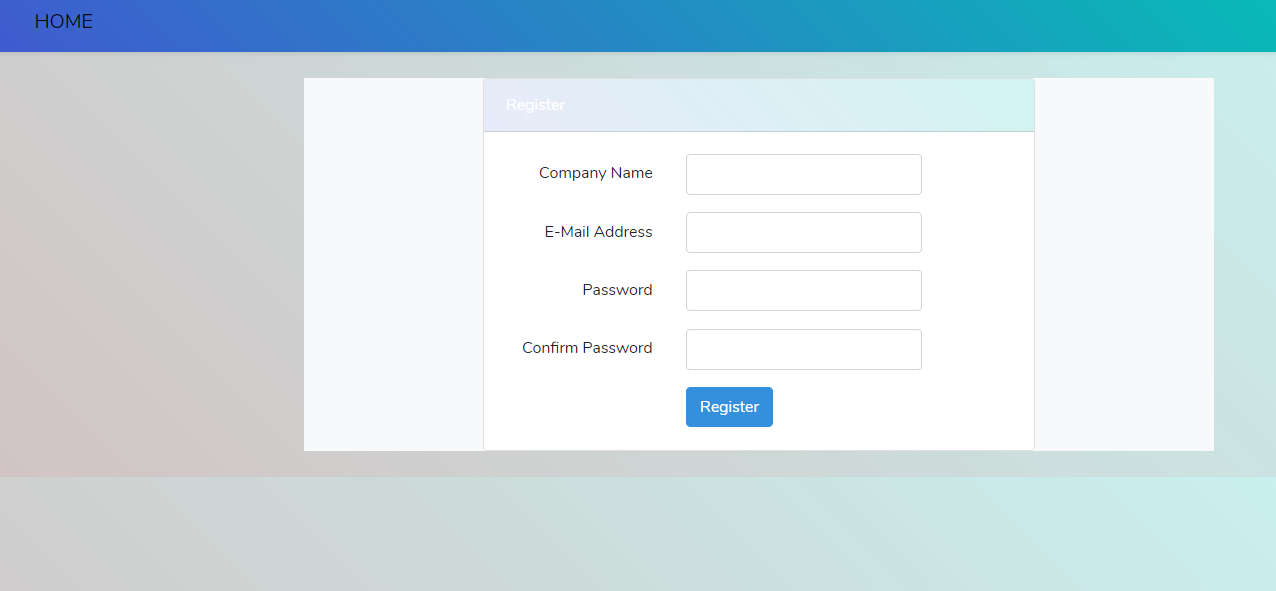 HOME
Register
Company Name
E-Mail Address
Password
Confirm Password
Register